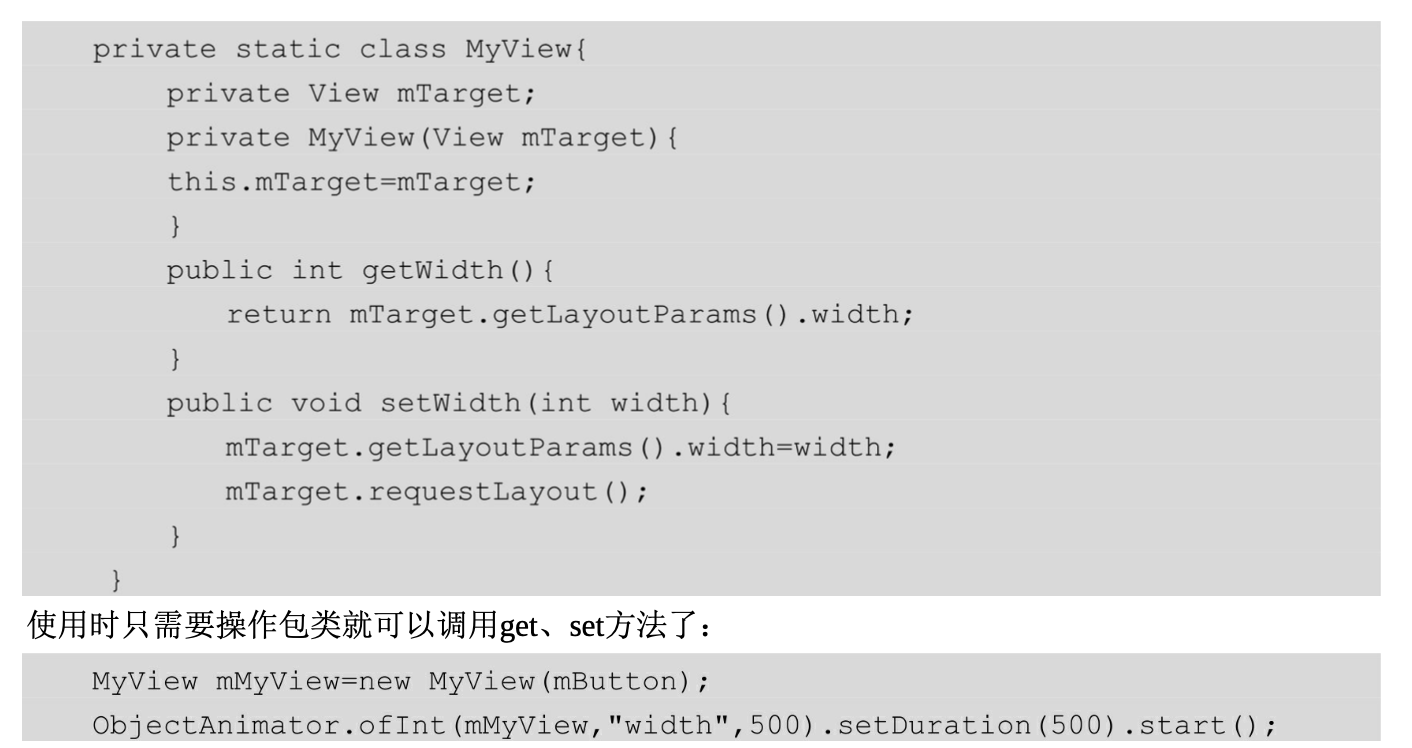 private static class MyView{
private View mTarget;
private MyView(View mTarget){
this.mTarget=mTarget;
}
public int getWidth(){
return mTarget.getLayoutParams().width;
}
public void setWidth(int width){
mTarget.getLayoutParams().width=width;
mTarget.requestLayout();
}
}
使用时只需要操作包类就可以调用get、set方法了：
MyView mMyView=new MyView(mButton);
ObjectAnimator.ofInt(mMyView,"width",500).setDuration(500).start();